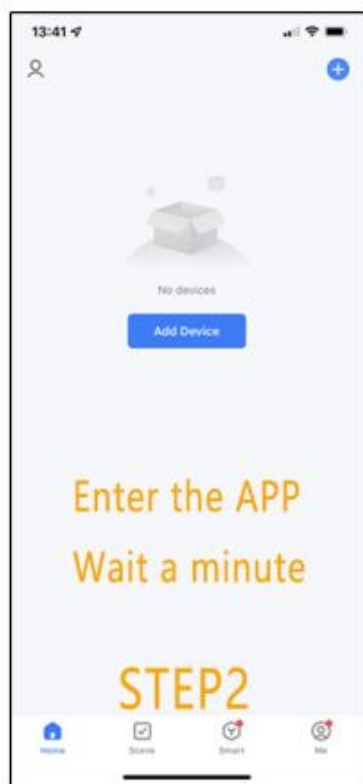 13:41
No devices
Add Device
Enter the APP
Wait a minute
STEP2
Home
Scene
Smart
Me